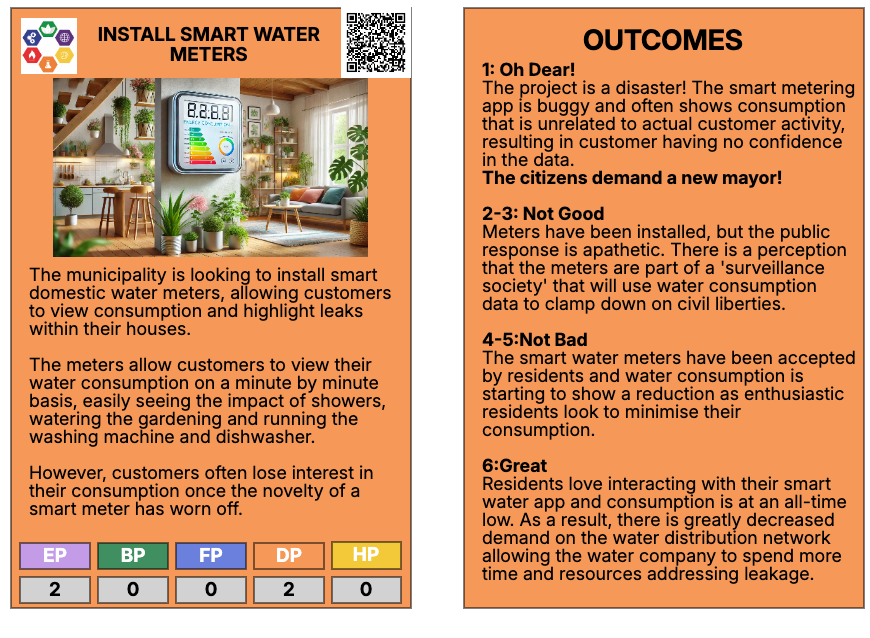 INSTALL SMART WATER
METERS
The municipality is looking to install smart
domestic water meters, allowing customers
to view consumption and highlight leaks
within their houses.
The meters allow customers to view their
water consumption on a minute by minute
basis, easily seeing the impact of showers,
watering the gardening and running the
washing machine and dishwasher.
However, customers often lose interest in
their consumption once the novelty of a
smart meter has worn off.
EP BP FP DP HP
2 0 0 2 0
OUTCOMES
1: Oh Dear!
The project is a disaster! The smart metering
app is buggy and often shows consumption
that is unrelated to actual customer activity,
resulting in customer having no confidence
in the data.
The citizens demand a new mayor!
2-3: Not Good
Meters have been installed, but the public
response is apathetic. There is a perception
that the meters are part of a 'surveillance
society' that will use water consumption
data to clamp down on civil liberties.
4-5:Not Bad
The smart water meters have been accepted
by residents and water consumption is
starting to show a reduction as enthusiastic
residents look to minimise their
consumption.
6:Great
Residents love interacting with their smart
water app and consumption is at an all-time
low. As a result, there is greatly decreased
demand on the water distribution network
allowing the water company to spend more
time and resources addressing leakage.